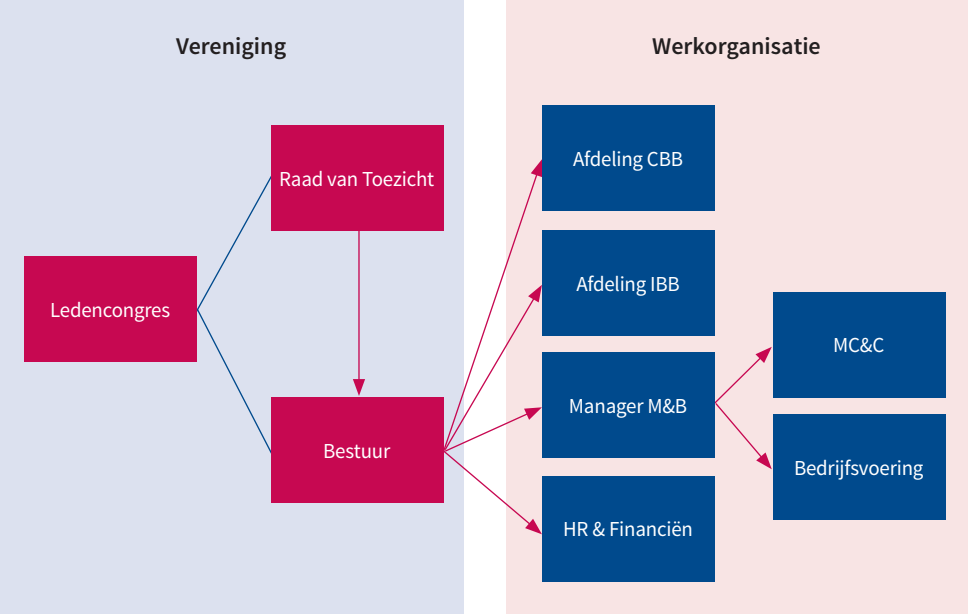 Vereniging
Werkorganisatie
Ledencongres
Raad van Toezicht
Bestuur
Afdeling CBB
Afdeling IBB
Manager M&B
HR & Financiën
MC&C
Bedrijfsvoering